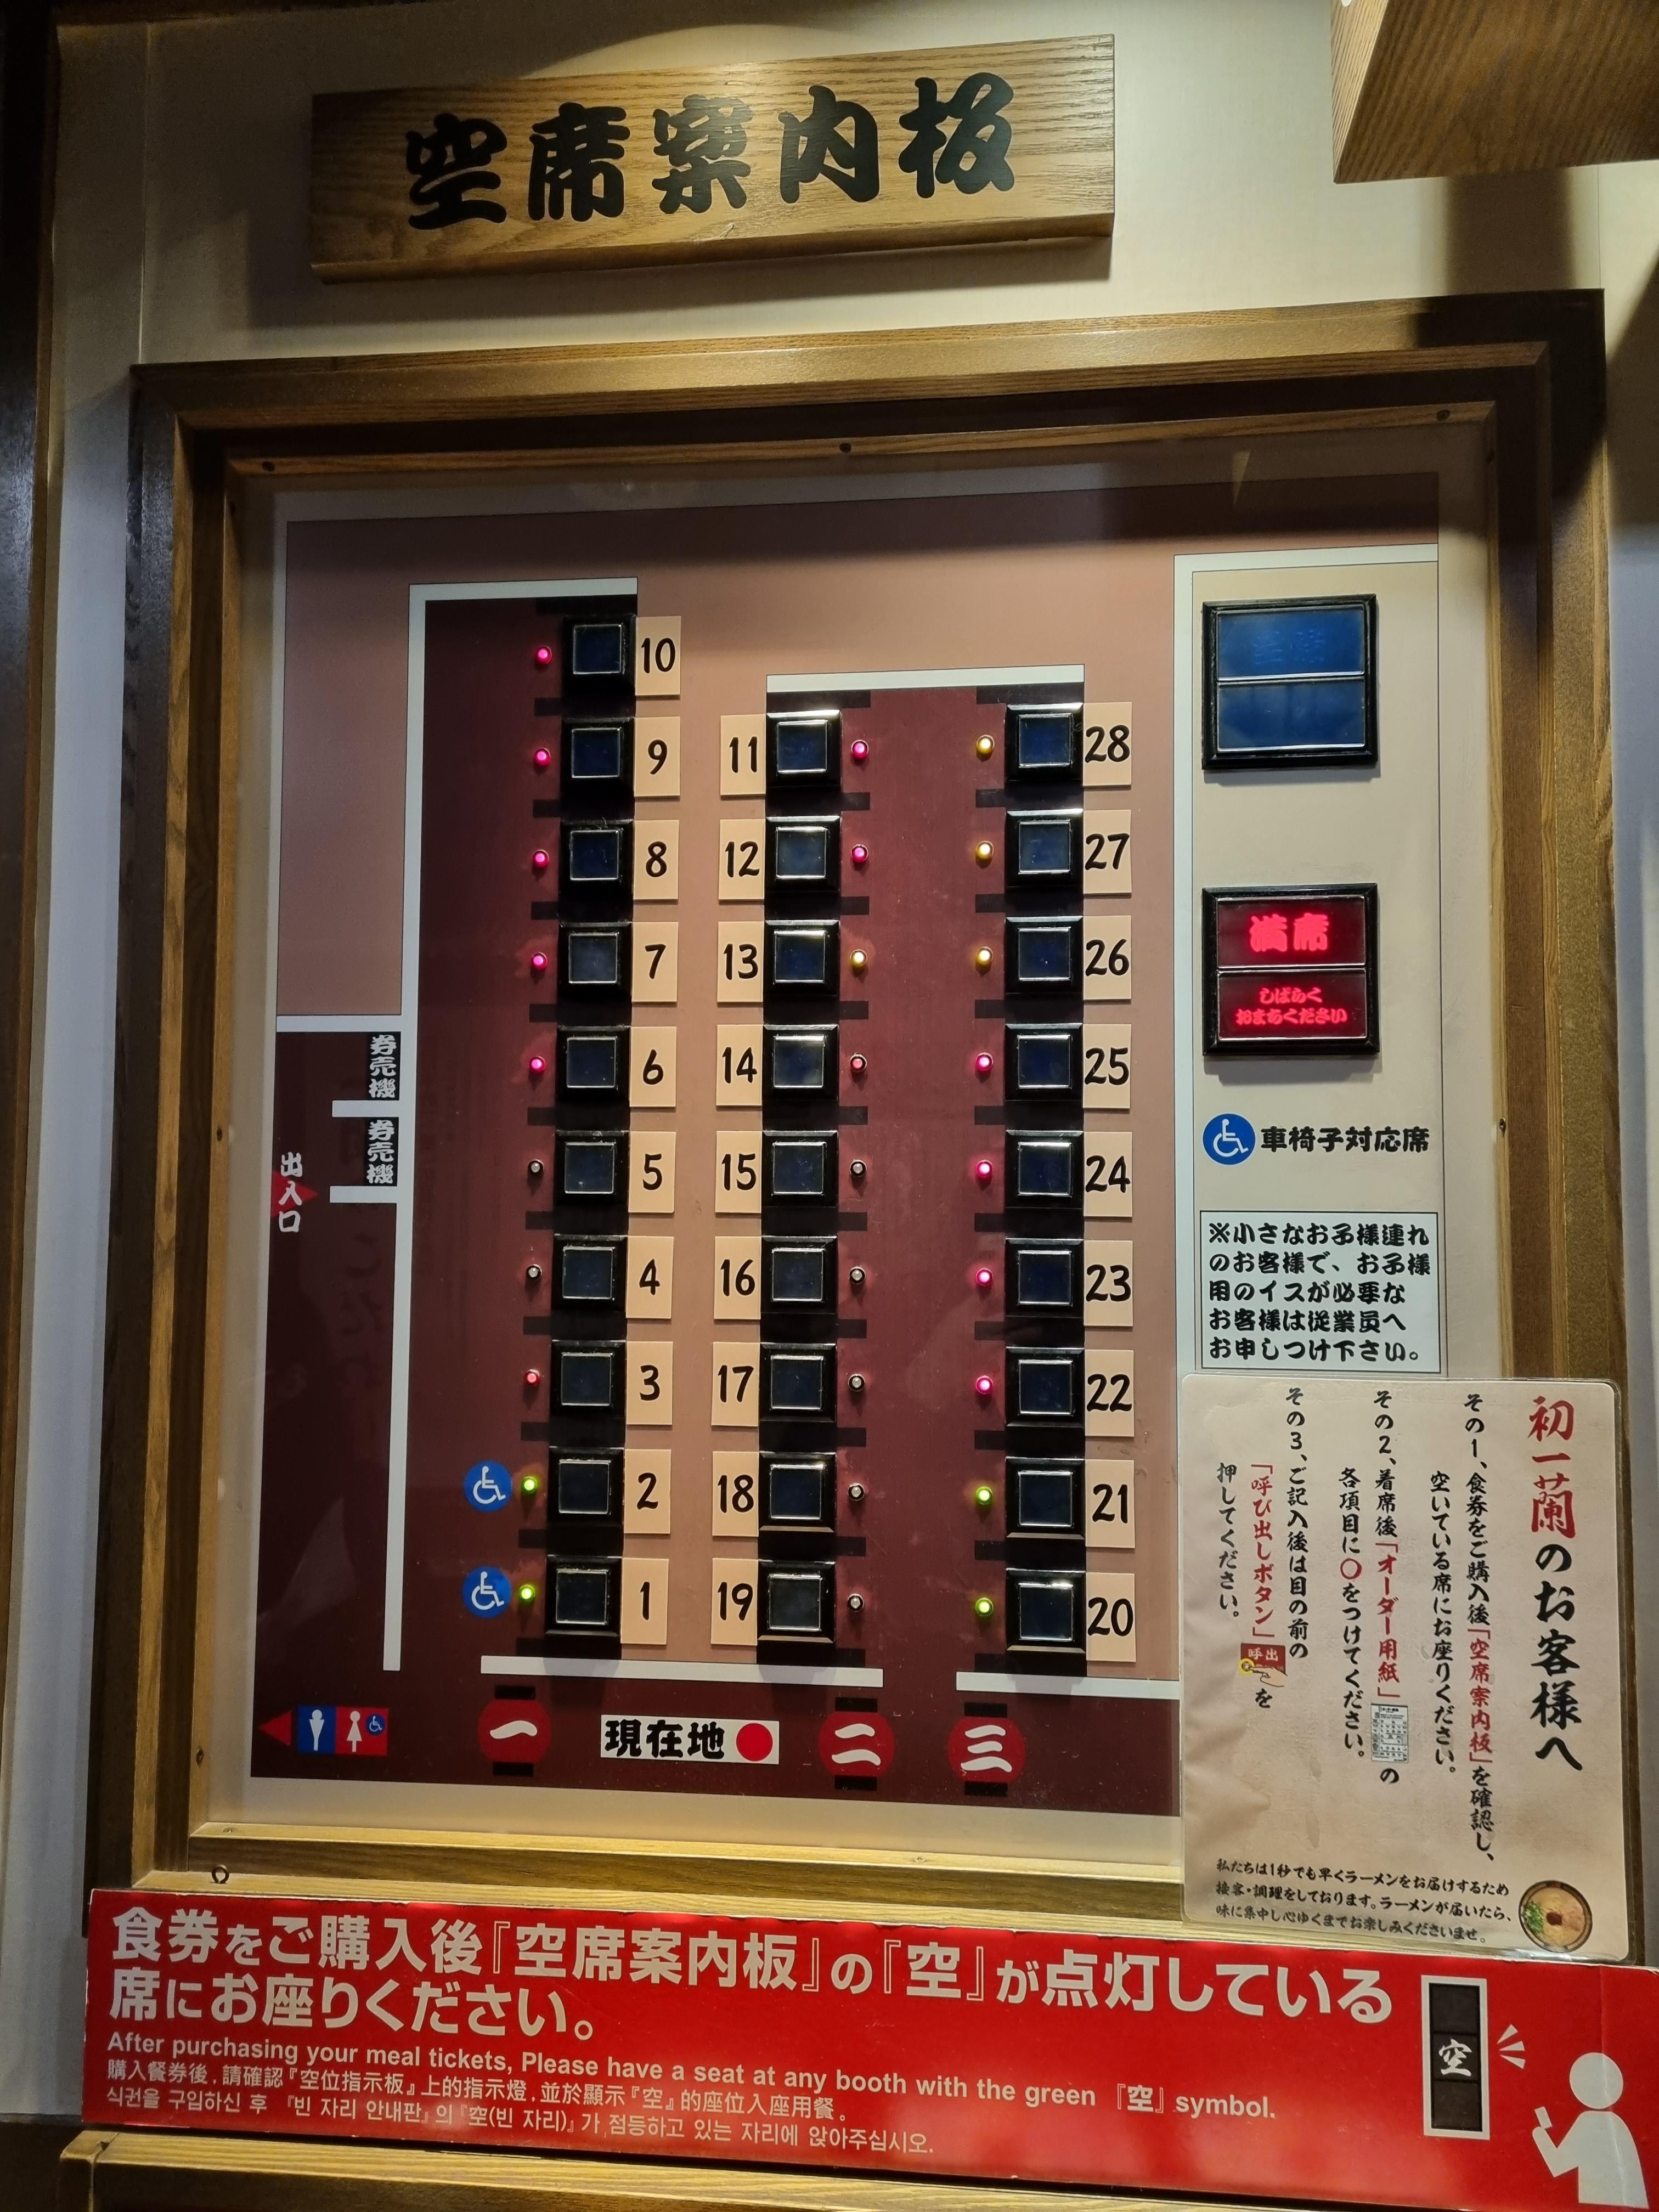 空席案内板
10
9
8
7
6
5
4
3
2
1
11
12
13
14
15
16
17
18
19
28
27
26
25
24
23
22
21
20
券売機
券売機
出入口
満席
しばらく
おまちください
車椅子対応席
※小さなお子様連れ
のお客様で、お子様
用のイスが必要な
お客様は従業員へ
お申しつけ下さい。
一
現在地
二
三
初一蘭のお客様へ
その1、食券をご購入後「空席案内板」を確認し、
空いている席にお座りください。
その2、着席後「オーダー用紙」の
各項目に〇をつけてください。
その3、ご記入後は目の前の
「呼び出しボタン」を
呼出
押してください。
私たちは1秒でも早くラーメンをお届けするため
接客・調理をしております。ラーメンが届いたら、
味に集中し心ゆくまでお楽しみくださいませ。
食券をご購入後『空席案内板』の『空』が点灯している
席にお座りください。
After purchasing your meal tickets, Please have a seat at any booth with the green 『空』 symbol.
購入餐券後，請確認『空位指示板』上的指示燈，並於顯示『空』的座位入座用餐。
식권을 구입하신 후 『빈 자리 안내판』의 『空(빈 자리)』가 점등하고 있는 자리에 앉아주십시오.
空